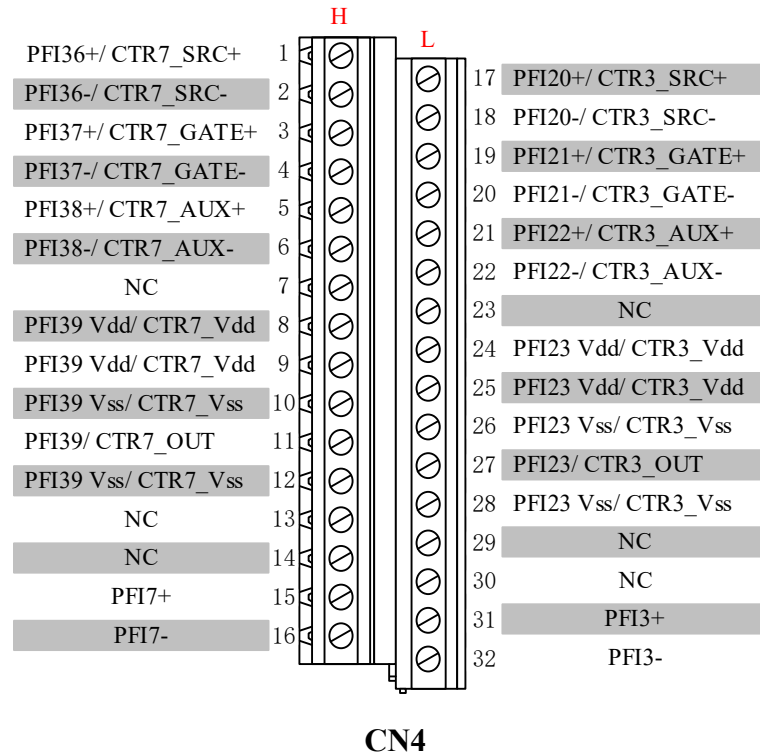 H
L
PFI36+/ CTR7_SRC+ 1
PFI36-/ CTR7_SRC- 2
PFI37+/ CTR7_GATE+ 3
PFI37-/ CTR7_GATE- 4
PFI38+/ CTR7_AUX+ 5
PFI38-/ CTR7_AUX- 6
NC 7
PFI39 Vdd/ CTR7_Vdd 8
PFI39 Vdd/ CTR7_Vdd 9
PFI39 Vss/ CTR7_Vss 10
PFI39/ CTR7_OUT 11
PFI39 Vss/ CTR7_Vss 12
NC 13
NC 14
PFI7+ 15
PFI7- 16
17 PFI20+/ CTR3_SRC+
18 PFI20-/ CTR3_SRC-
19 PFI21+/ CTR3_GATE+
20 PFI21-/ CTR3_GATE-
21 PFI22+/ CTR3_AUX+
22 PFI22-/ CTR3_AUX-
23 NC
24 PFI23 Vdd/ CTR3_Vdd
25 PFI23 Vdd/ CTR3_Vdd
26 PFI23 Vss/ CTR3_Vss
27 PFI23/ CTR3_OUT
28 PFI23 Vss/ CTR3_Vss
29 NC
30 NC
31 PFI3+
32 PFI3-
CN4